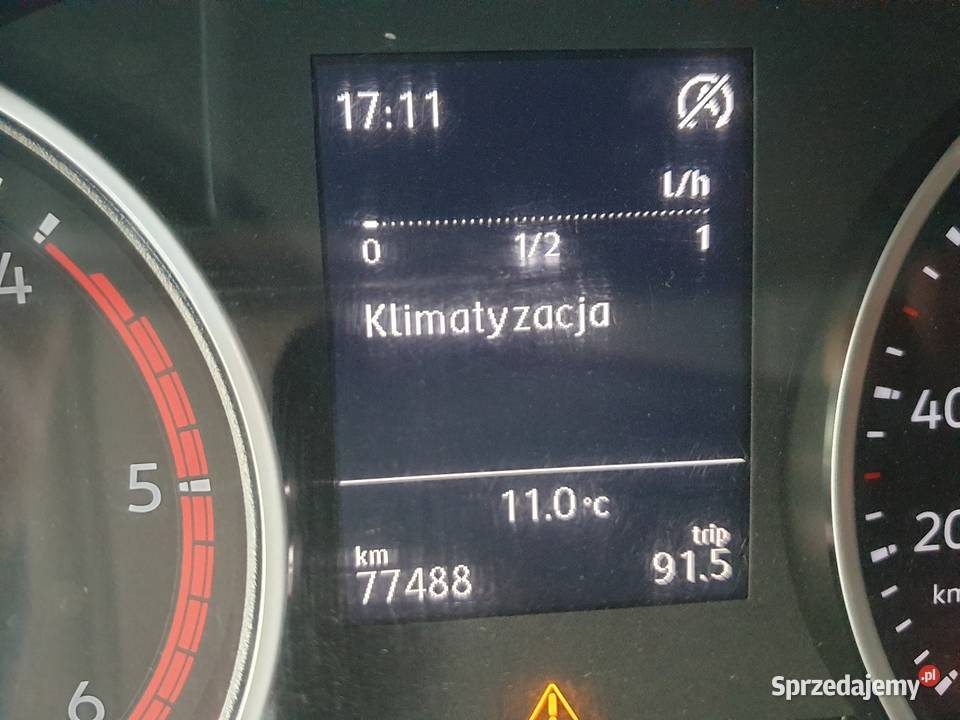 17:11
l/h
0 1/2 1
Klimatyzacja
11.0 °C
km
77488
trip
91.5
4
5
6
40
20
km
Sprzedajemy.pl